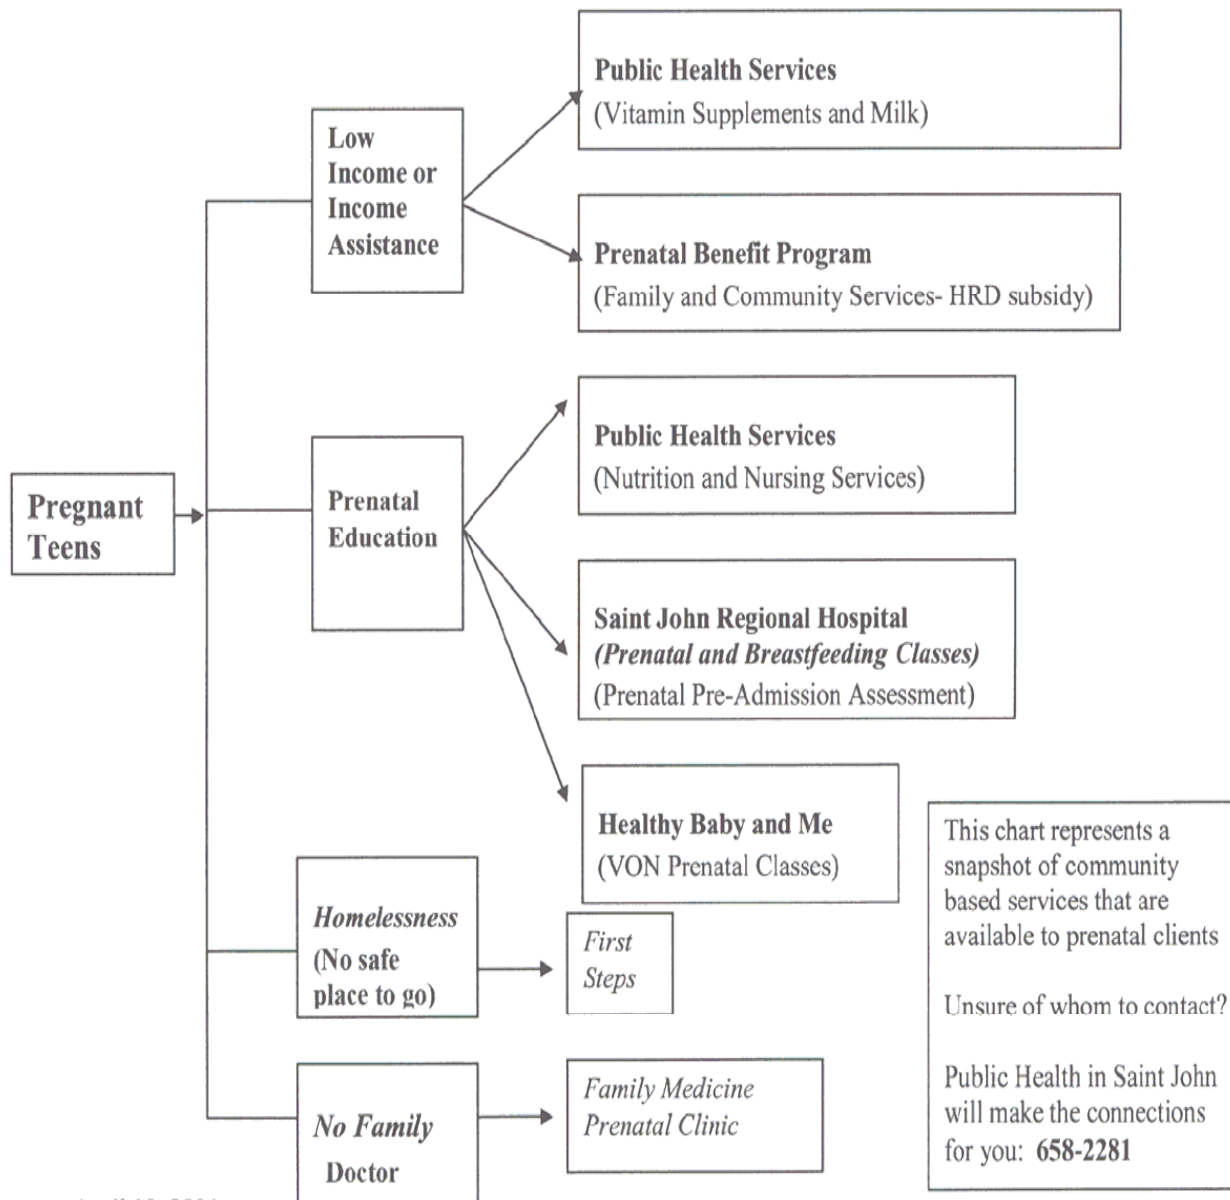 Public Health Services
(Vitamin Supplements and Milk)
Low
Income or
Income
Assistance
Prenatal Benefit Program
(Family and Community Services- HRD subsidy)
Public Health Services
(Nutrition and Nursing Services)
Pregnant
Teens
Prenatal
Education
Saint John Regional Hospital
(Prenatal and Breastfeeding Classes)
(Prenatal Pre-Admission Assessment)
Healthy Baby and Me
(VON Prenatal Classes)
Homelessness
(No safe
place to go)
First
Steps
No Family
Doctor
Family Medicine
Prenatal Clinic
This chart represents a
snapshot of community
based services that are
available to prenatal clients
Unsure of whom to contact?
Public Health in Saint John
will make the connections
for you: 658-2281